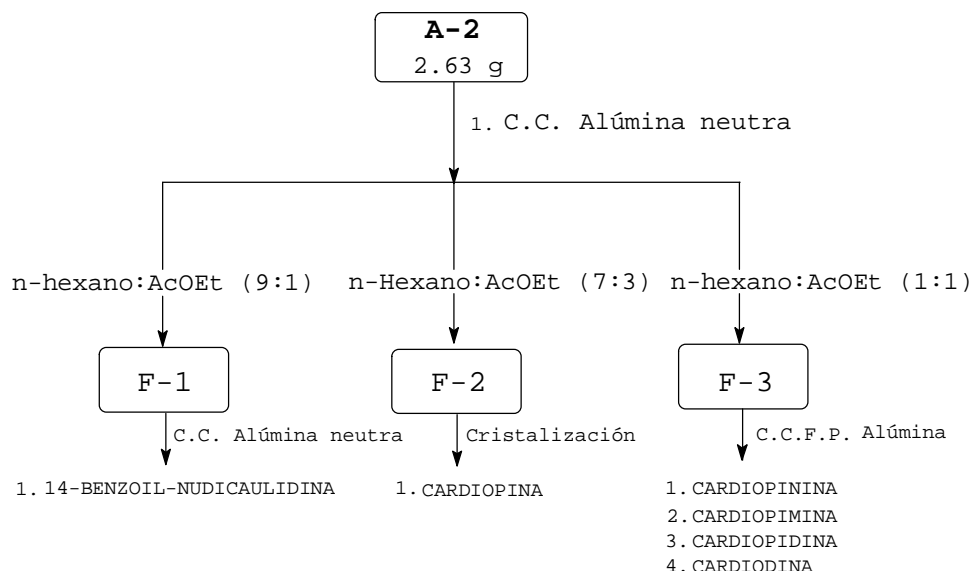 A-2
2.63 g
1. C.C. Alúmina neutra
n-hexano:AcOEt (9:1)
n-Hexano:AcOEt (7:3)
n-hexano:AcOEt (1:1)
F-1
F-2
F-3
C.C. Alúmina neutra
Cristalización
C.C.F.P. Alúmina
1. 14-BENZOIL-NUDICAULIDINA
1. CARDIOPINA
1. CARDIOPININA
2. CARDIOPIMINA
3. CARDIOPIDINA
4. CARDIODINA